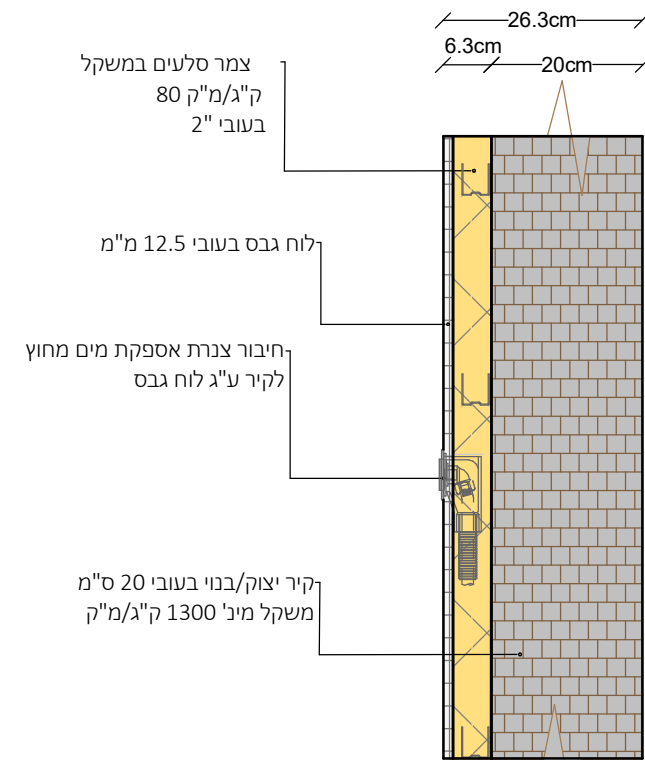 26.3cm
6.3cm
20cm
צמר סלעים במשקל
80 ק"ג/מ"ק
בעובי "2
לוח גבס בעובי 12.5 מ"מ
חיבור צנרת אספקת מים מחוץ
לקיר ע"ג לוח גבס
קיר יצוק/בנוי בעובי 20 ס"מ
משקל מינ' 1300 ק"ג/מ"ק